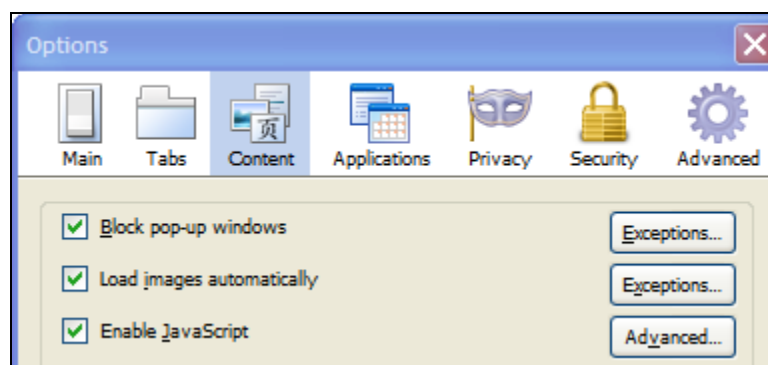 Options
Main Tabs Content Applications Privacy Security Advanced
页
Block pop-up windows Exceptions...
Load images automatically Exceptions...
Enable JavaScript Advanced...